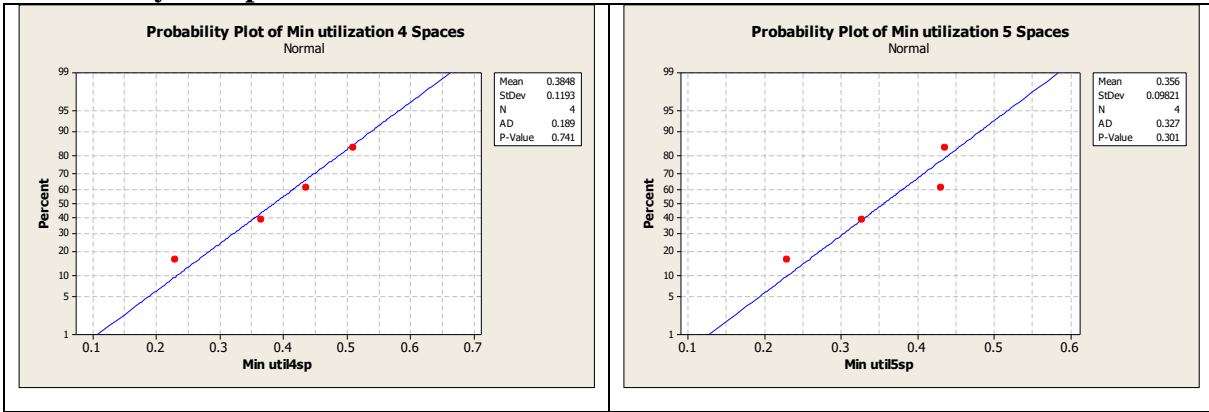 Probability Plot of Min utilization 4 Spaces
Normal
99
95
90
80
70
60
50
40
30
20
10
5
1
Percent
0.1 0.2 0.3 0.4 0.5 0.6 0.7
Min util4sp
Mean 0.3848
StDev 0.1193
N 4
AD 0.189
P-Value 0.741
Probability Plot of Min utilization 5 Spaces
Normal
99
95
90
80
70
60
50
40
30
20
10
5
1
Percent
0.1 0.2 0.3 0.4 0.5 0.6
Min util5sp
Mean 0.356
StDev 0.09821
N 4
AD 0.327
P-Value 0.301